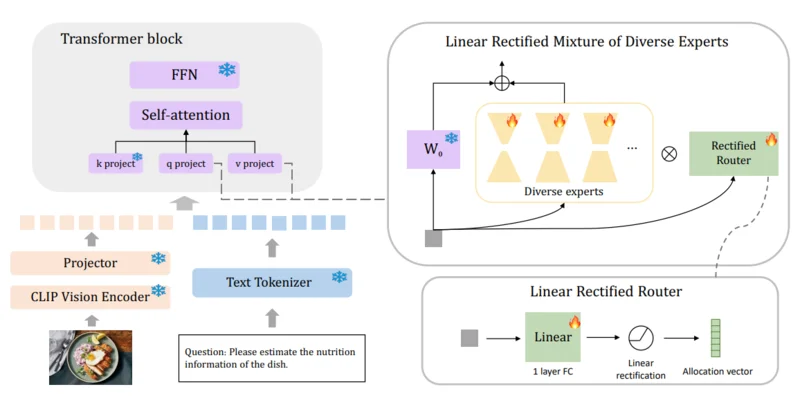 Transformer block
FFN
Self-attention
k project
q project
v project
Projector
CLIP Vision Encoder
Text Tokenizer
Question: Please estimate the nutrition
information of the dish.
Linear Rectified Mixture of Diverse Experts
W₀
...
Diverse experts
Rectified
Router
Linear Rectified Router
Linear
1 layer FC
Linear
rectification
Allocation vector